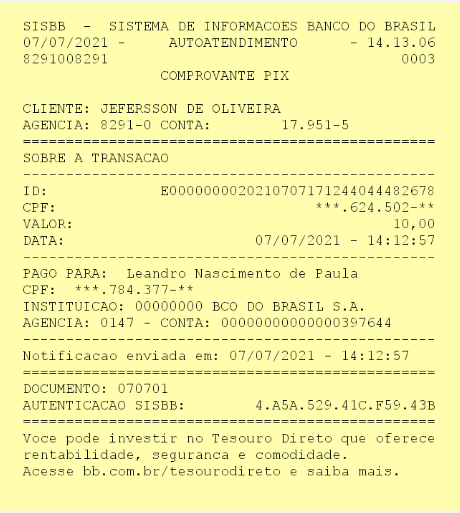 SISBB - SISTEMA DE INFORMACOES BANCO DO BRASIL
07/07/2021 - AUTOATENDIMENTO - 14.13.06
8291008291 0003
COMPROVANTE PIX
CLIENTE: JEFERSSON DE OLIVEIRA
AGENCIA: 8291-0 CONTA: 17.951-5
================================================
SOBRE A TRANSACAO
------------------------------------------------
ID: E0000000020210707171244044482678
CPF: ***.624.502-**
VALOR: 10,00
DATA: 07/07/2021 - 14:12:57
------------------------------------------------
PAGO PARA: Leandro Nascimento de Paula
CPF: ***.784.377-**
INSTITUICAO: 00000000 BCO DO BRASIL S.A.
AGENCIA: 0147 - CONTA: 00000000000000397644
------------------------------------------------
Notificacao enviada em: 07/07/2021 - 14:12:57
================================================
DOCUMENTO: 070701
AUTENTICACAO SISBB: 4.A5A.529.41C.F59.43B
================================================
Voce pode investir no Tesouro Direto que oferece
rentabilidade, seguranca e comodidade.
Acesse bb.com.br/tesourodireto e saiba mais.